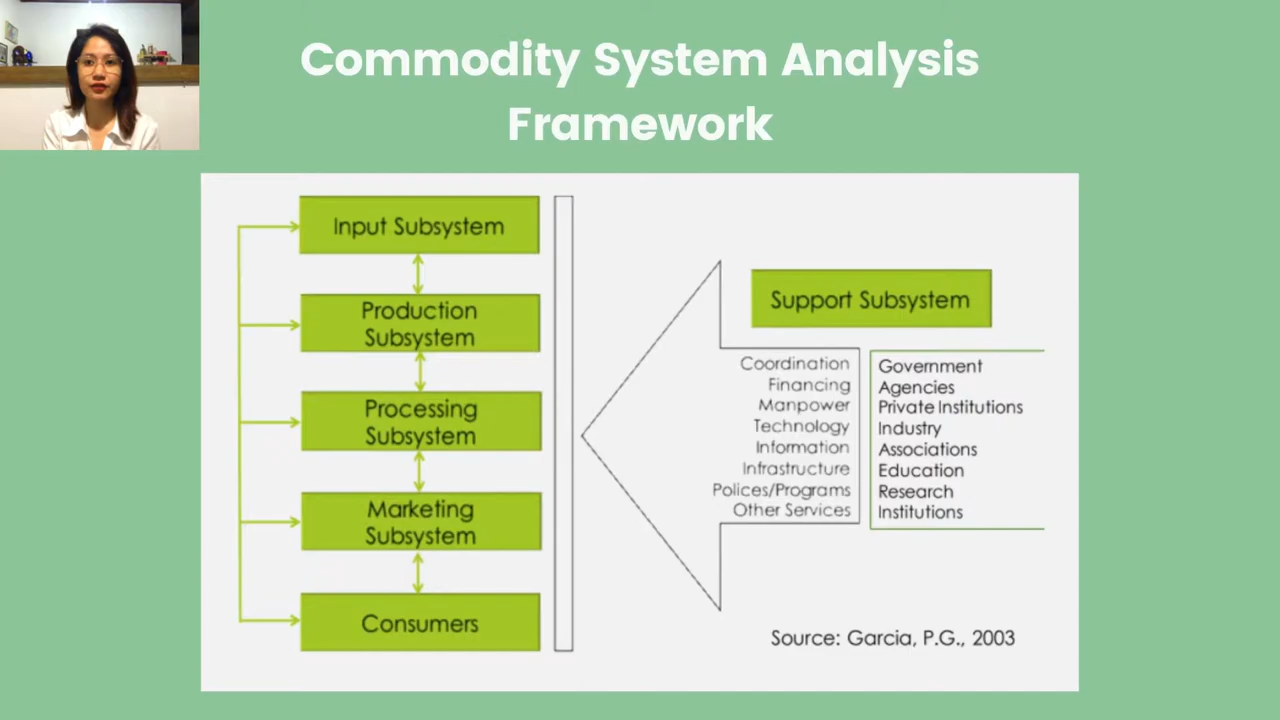 Commodity System Analysis
Framework
Input Subsystem
Production
Subsystem
Processing
Subsystem
Marketing
Subsystem
Consumers
Support Subsystem
Coordination
Financing
Manpower
Technology
Information
Infrastructure
Polices/Programs
Other Services
Government
Agencies
Private Institutions
Industry
Associations
Education
Research
Institutions
Source: Garcia, P.G., 2003